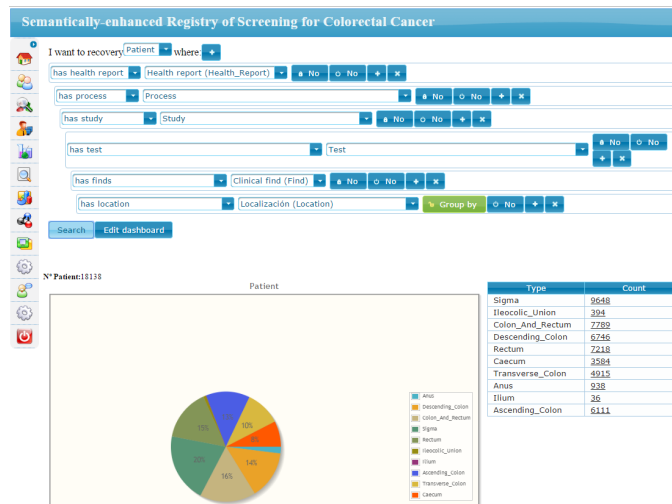 Semantically-enhanced Registry of Screening for Colorectal Cancer
I want to recovery Patient where:
has health report Health report (Health_Report) No No
has process Process No No
has study Study No No
has test Test No No
has finds Clinical find (Find) No No
has location Localización (Location) Group by No
Search Edit dashboard
Nº Patient:18138
Patient
10%
15%
14%
20%
16%
Anus
Descending_Colon
Colon_And_Rectum
Sigma
Rectum
Ileocolic_Union
Ilium
Ascending_Colon
Transverse_Colon
Caecum
Type Count
Sigma 9648
Ileocolic_Union 394
Colon_And_Rectum 7789
Descending_Colon 6746
Rectum 7218
Caecum 3584
Transverse_Colon 4915
Anus 938
Ilium 36
Ascending_Colon 6111